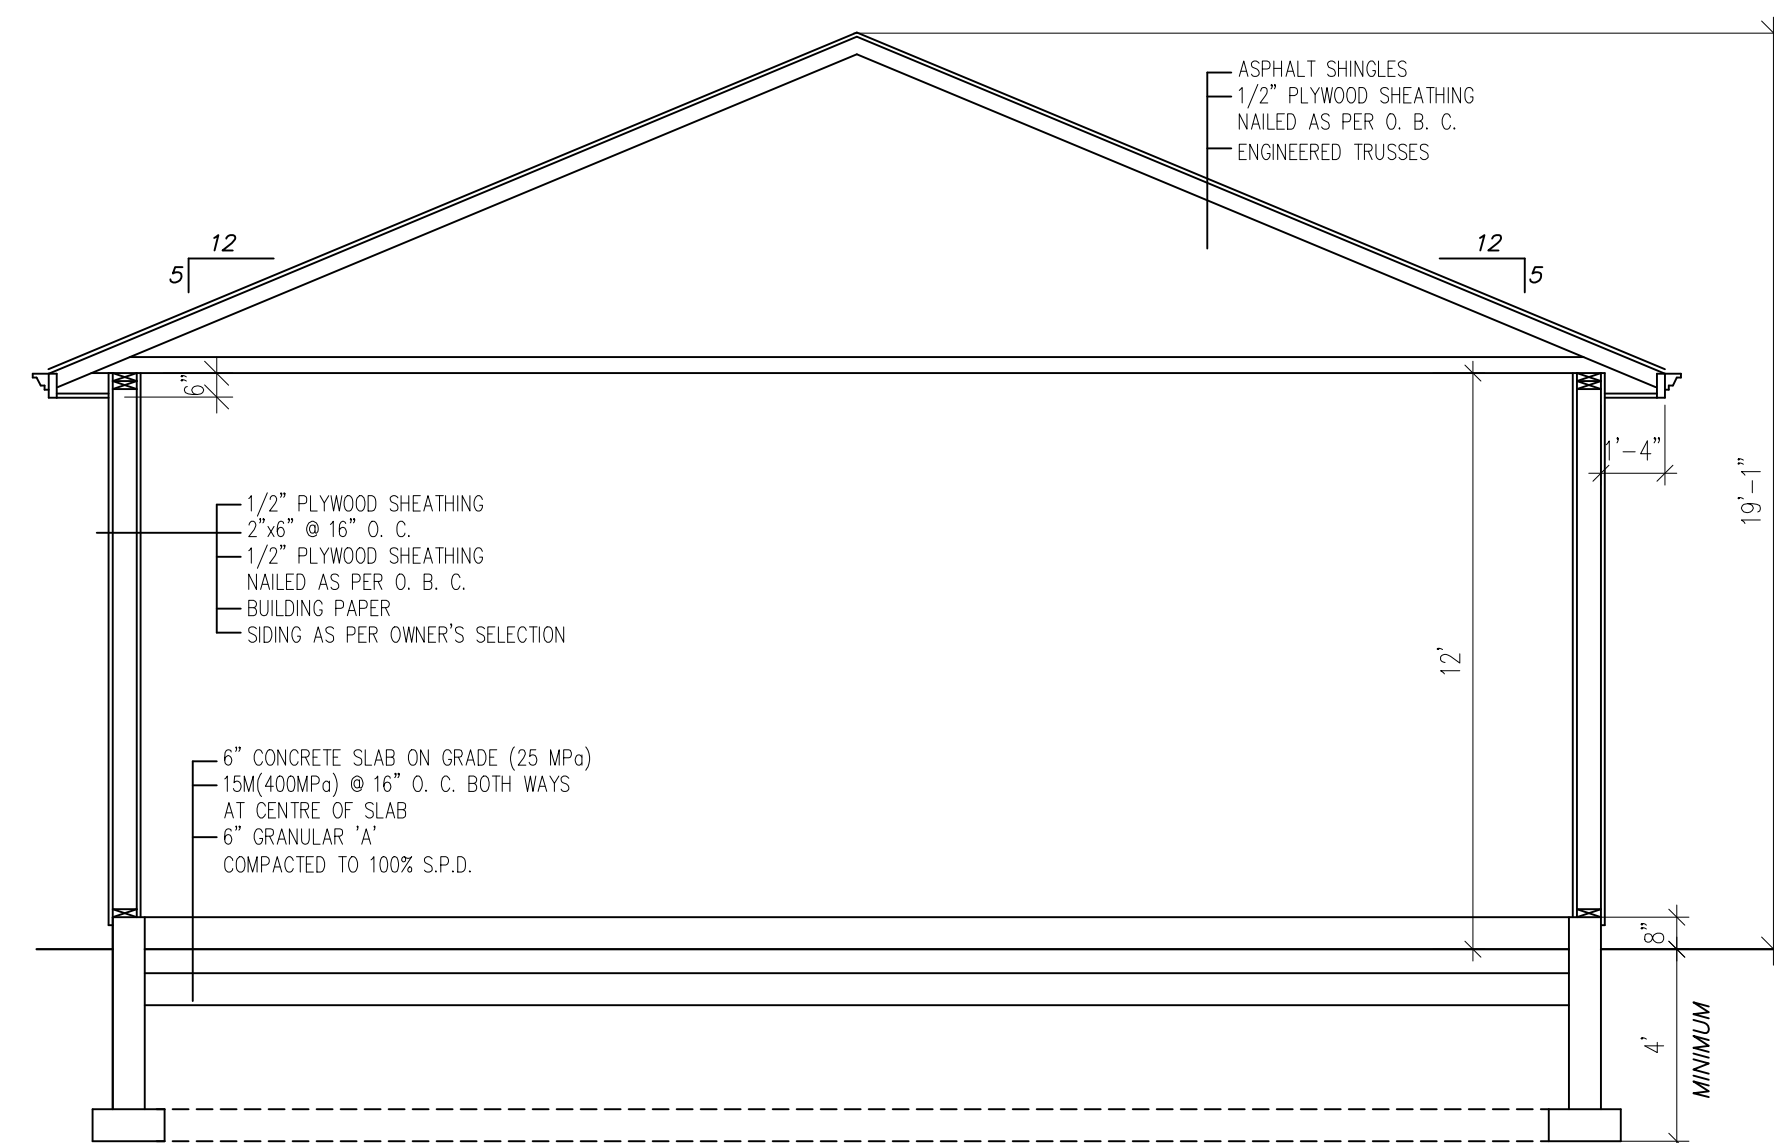 ASPHALT SHINGLES
1/2" PLYWOOD SHEATHING
NAILED AS PER O. B. C.
ENGINEERED TRUSSES
12
5
12
5
6"
1'-4"
19'-1"
1/2" PLYWOOD SHEATHING
2"x6" @ 16" O. C.
1/2" PLYWOOD SHEATHING
NAILED AS PER O. B. C.
BUILDING PAPER
SIDING AS PER OWNER'S SELECTION
12'
6" CONCRETE SLAB ON GRADE (25 MPa)
15M(400MPa) @ 16" O. C. BOTH WAYS
AT CENTRE OF SLAB
6" GRANULAR 'A'
COMPACTED TO 100% S.P.D.
8"
4'
MINIMUM